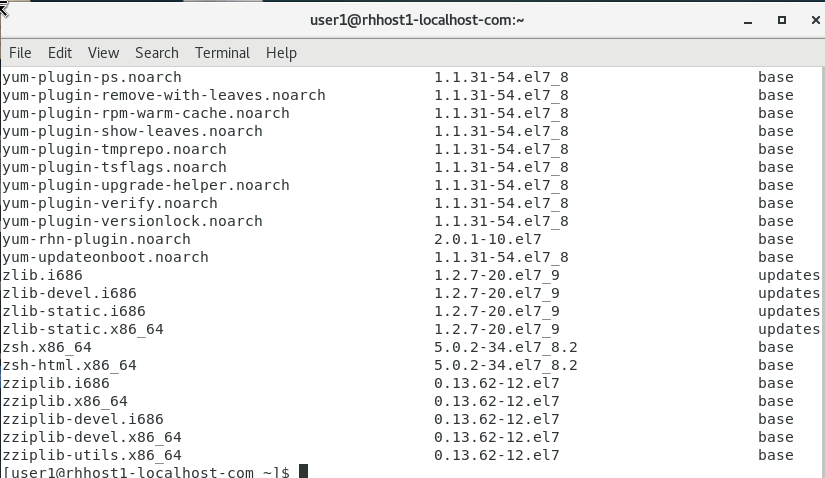 user1@rhhost1-localhost-com:~
File Edit View Search Terminal Help
yum-plugin-ps.noarch 1.1.31-54.el7_8 base
yum-plugin-remove-with-leaves.noarch 1.1.31-54.el7_8 base
yum-plugin-rpm-warm-cache.noarch 1.1.31-54.el7_8 base
yum-plugin-show-leaves.noarch 1.1.31-54.el7_8 base
yum-plugin-tmprepo.noarch 1.1.31-54.el7_8 base
yum-plugin-tsflags.noarch 1.1.31-54.el7_8 base
yum-plugin-upgrade-helper.noarch 1.1.31-54.el7_8 base
yum-plugin-verify.noarch 1.1.31-54.el7_8 base
yum-plugin-versionlock.noarch 1.1.31-54.el7_8 base
yum-rhn-plugin.noarch 2.0.1-10.el7 base
yum-updateonboot.noarch 1.1.31-54.el7_8 base
zlib.i686 1.2.7-20.el7_9 updates
zlib-devel.i686 1.2.7-20.el7_9 updates
zlib-static.i686 1.2.7-20.el7_9 updates
zlib-static.x86_64 1.2.7-20.el7_9 updates
zsh.x86_64 5.0.2-34.el7_8.2 base
zsh-html.x86_64 5.0.2-34.el7_8.2 base
zziplib.i686 0.13.62-12.el7 base
zziplib.x86_64 0.13.62-12.el7 base
zziplib-devel.i686 0.13.62-12.el7 base
zziplib-devel.x86_64 0.13.62-12.el7 base
zziplib-utils.x86_64 0.13.62-12.el7 base
[user1@rhhost1-localhost-com ~]$